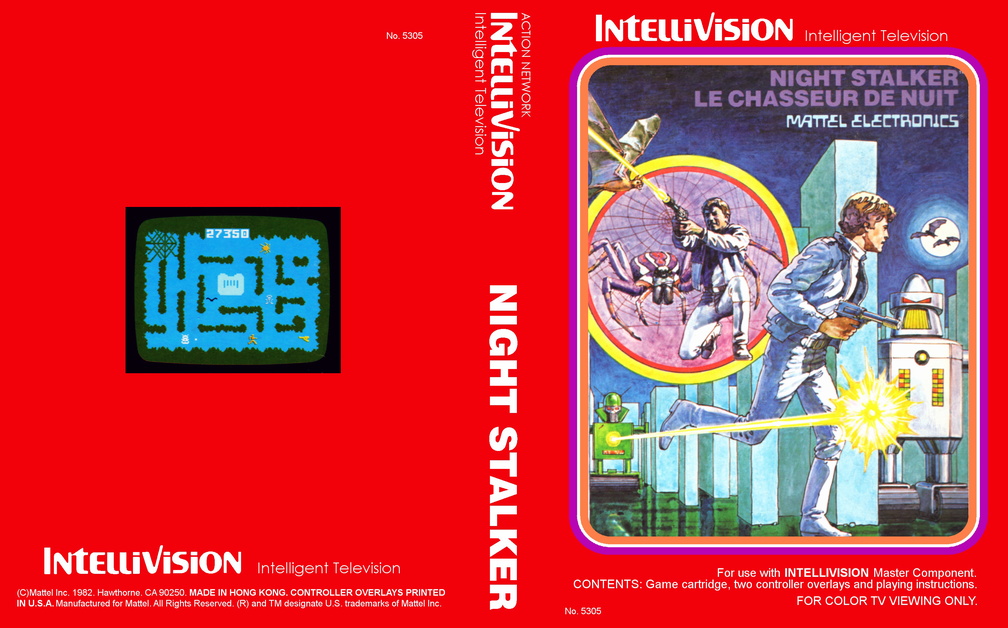 No. 5305
27350
INTELLIVISION Intelligent Television
(C)Mattel Inc. 1982. Hawthorne. CA 90250. MADE IN HONG KONG. CONTROLLER OVERLAYS PRINTED
IN U.S.A. Manufactured for Mattel. All Rights Reserved. (R) and TM designate U.S. trademarks of Mattel Inc.
ACTION NETWORK
INTELLIVISION
Intelligent Television
NIGHT STALKER
INTELLIVISION Intelligent Television
NIGHT STALKER
LE CHASSEUR DE NUIT
MATTEL ELECTRONICS
For use with INTELLIVISION Master Component.
CONTENTS: Game cartridge, two controller overlays and playing instructions.
FOR COLOR TV VIEWING ONLY.
No. 5305